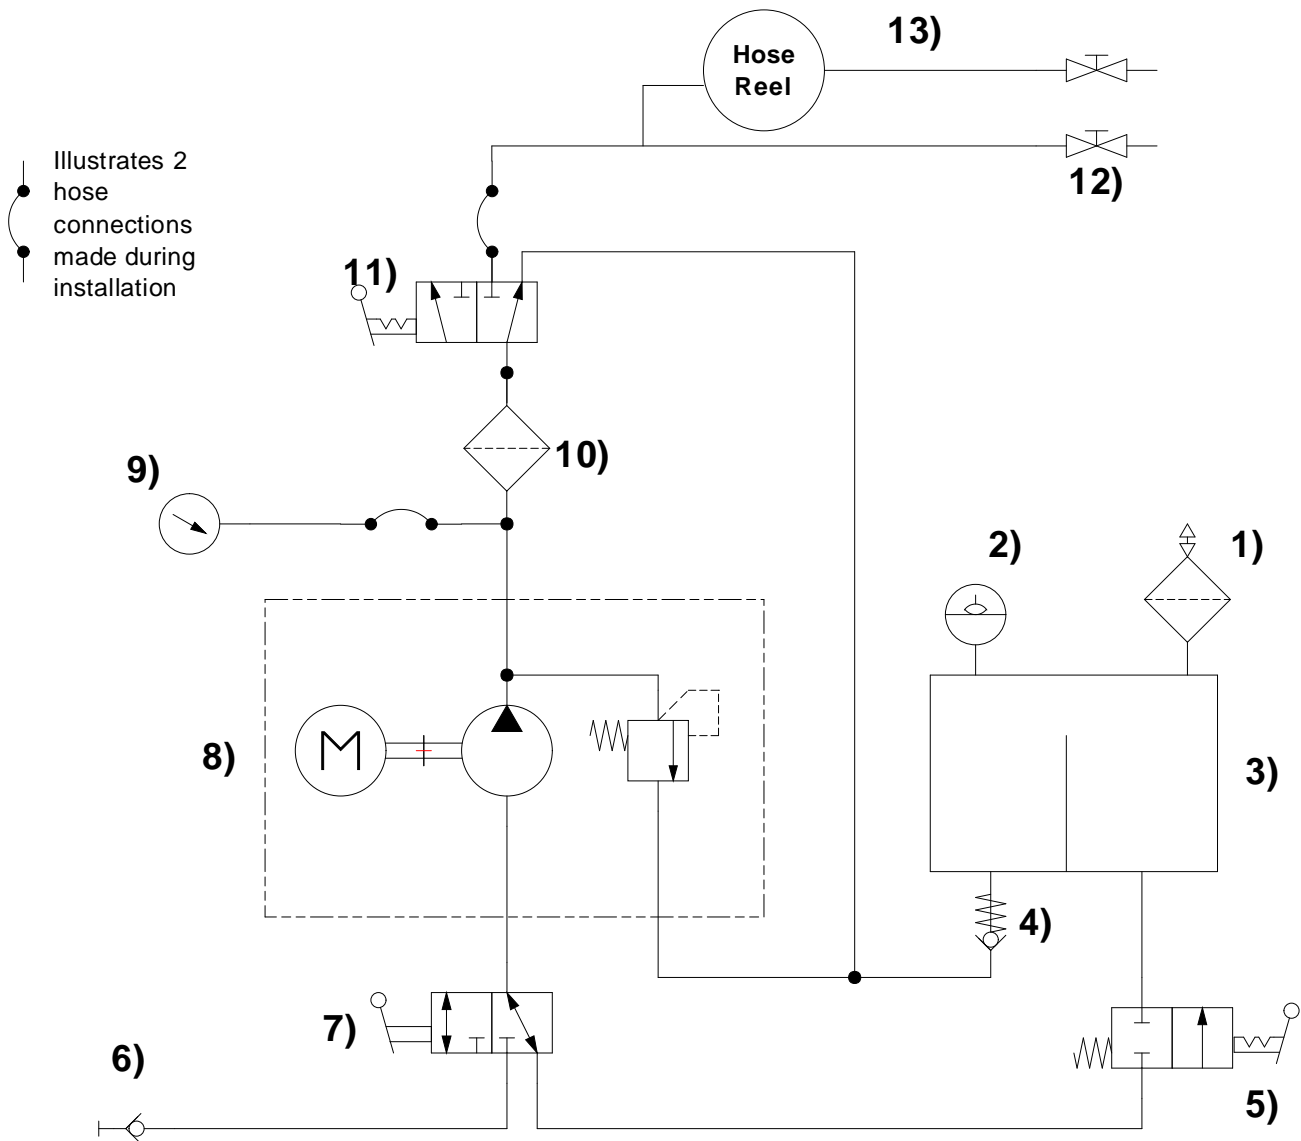 13)
Hose
Reel
12)
Illustrates 2
hose
connections
made during
installation
11)
10)
9)
2)
1)
8)
M
3)
4)
7)
6)
5)